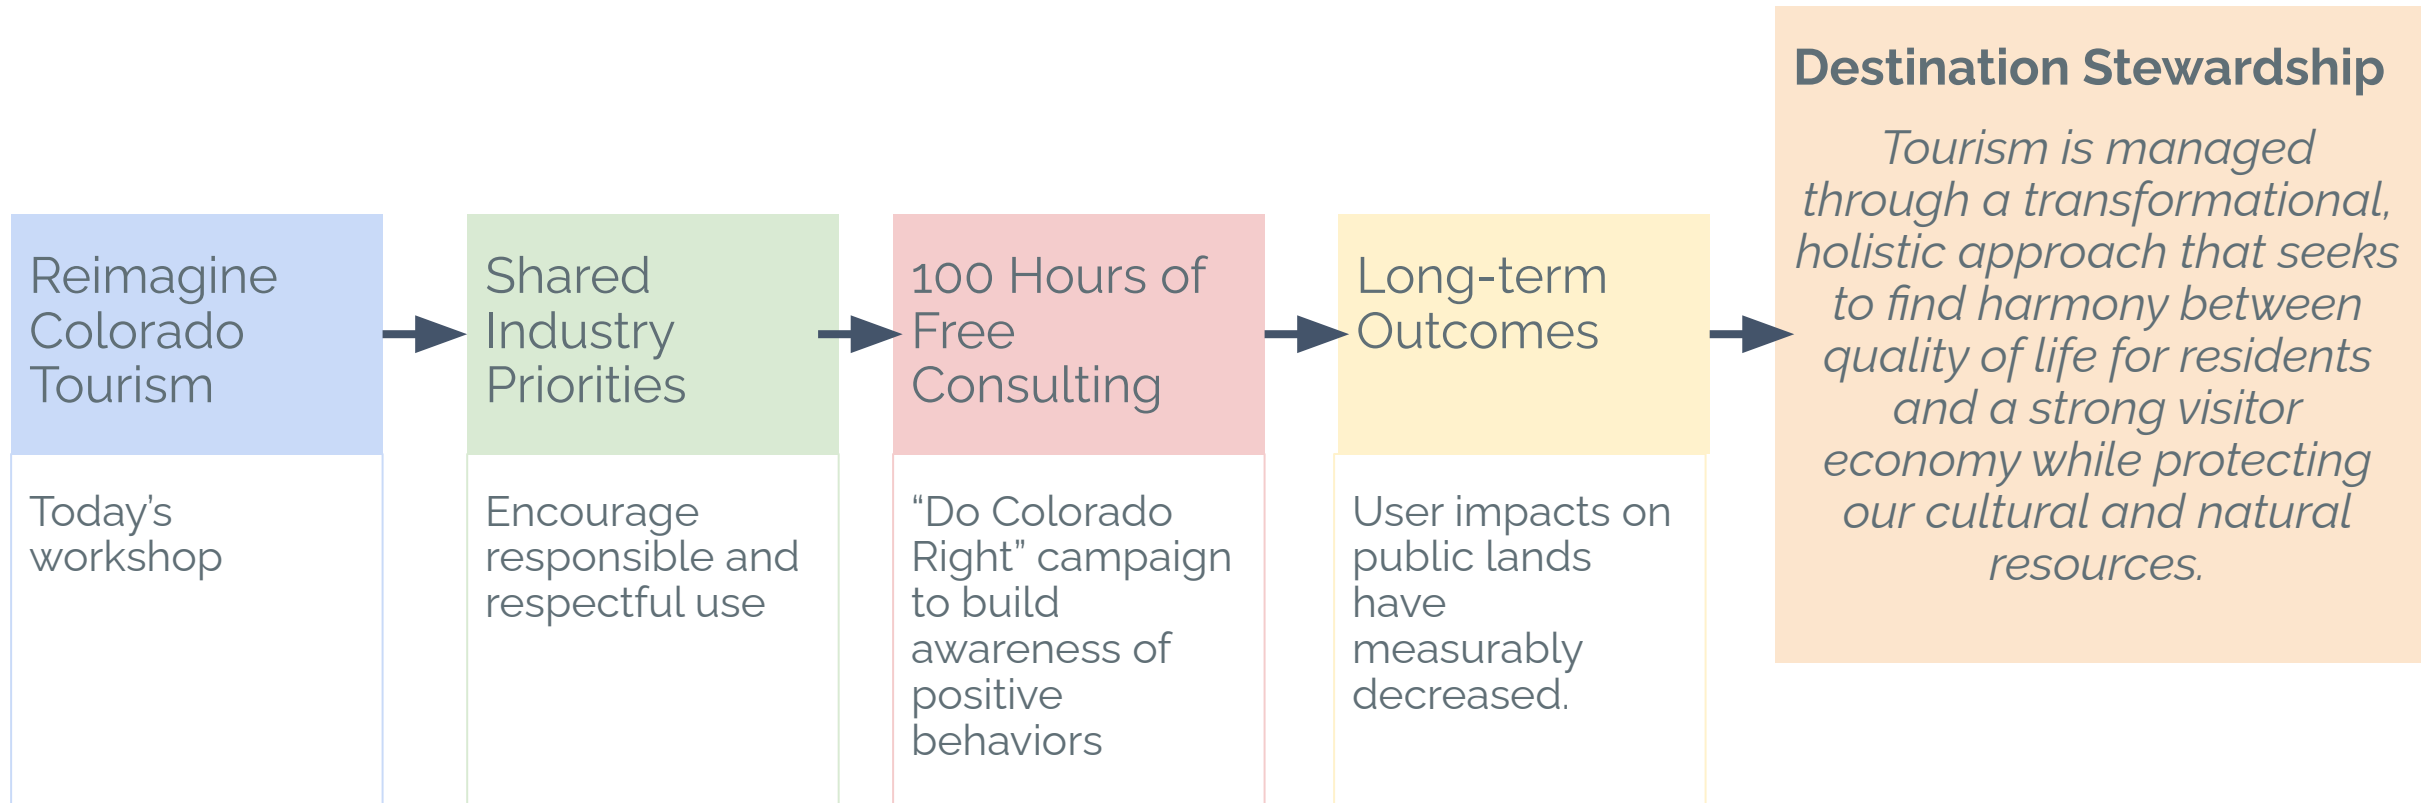 Reimagine
Colorado
Tourism
Today’s
workshop
Shared
Industry
Priorities
Encourage
responsible and
respectful use
100 Hours of
Free
Consulting
“Do Colorado
Right” campaign
to build
awareness of
positive
behaviors
Long-term
Outcomes
User impacts on
public lands
have
measurably
decreased.
Destination Stewardship
Tourism is managed
through a transformational,
holistic approach that seeks
to find harmony between
quality of life for residents
and a strong visitor
economy while protecting
our cultural and natural
resources.